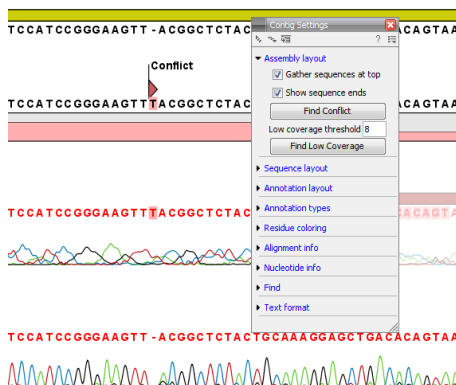 TCCATCCGGGAAGTT-ACGGCTCTAC ACAGTAA
Conflict
TCCATCCGGGAAGTTTACGGCTCTAC ACAGTAA
Contig Settings
?
Assembly layout
Gather sequences at top
Show sequence ends
Find Conflict
Low coverage threshold 8
Find Low Coverage
Sequence layout
Annotation layout
Annotation types
Residue coloring
Alignment info
Nucleotide info
Find
Text format
TCCATCCGGGAAGTTTACGGCTCTAC CACAGTA
TCCATCCGGGAAGTT-ACGGCTCTACTGCAAAGGAGCTGACACAGTAA